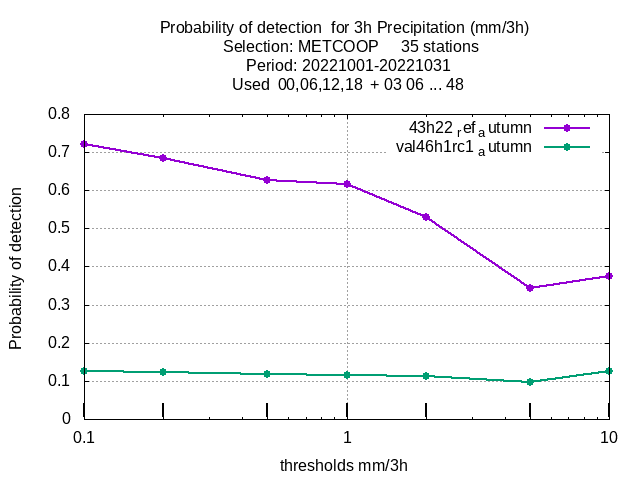 Probability of detection  for 3h Precipitation (mm/3h)
Selection: METCOOP     35 stations
Period: 20221001-20221031
Used  00,06,12,18  + 03 06 ... 48
43h22 ref autumn
val46h1rc1 autumn
Probability of detection
0.8
0.7
0.6
0.5
0.4
0.3
0.2
0.1
0
0.1 1 10
thresholds mm/3h